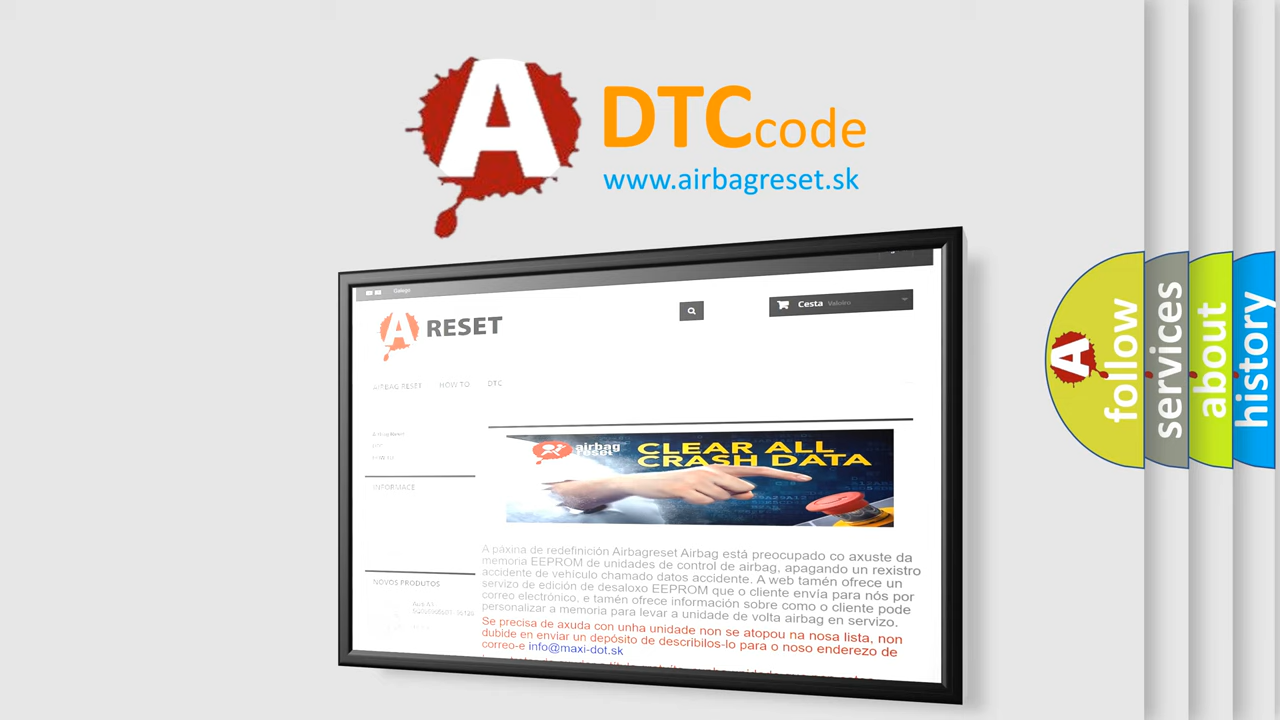 A
DTCcode
www.airbagreset.sk
Galego
A RESET
Cesta Valeiro
AIRBAG RESET HOW TO DTC
INFORMACE
airbag
reset
CLEAR ALL
CRASH DATA
A páxina de redefinición Airbagreset Airbag está preocupado co axuste da
memoria EEPROM de unidades de control de airbag, apagando un rexistro
accidente de vehículo chamado datos accidente. A web tamén ofrece un
servizo de edición de desaloxo EEPROM que o cliente envía para nós por
correo electrónico, e tamén ofrece información sobre como o cliente pode
personalizar a memoria para levar a unidade de volta airbag en servizo.
Se precisa de axuda con unha unidade non se atopou na nosa lista, non
dubide en enviar un depósito de describilos-lo para o noso enderezo de
correo-e info@maxi-dot.sk
NOVOS PRODUTOS
A
follow
services
about
history